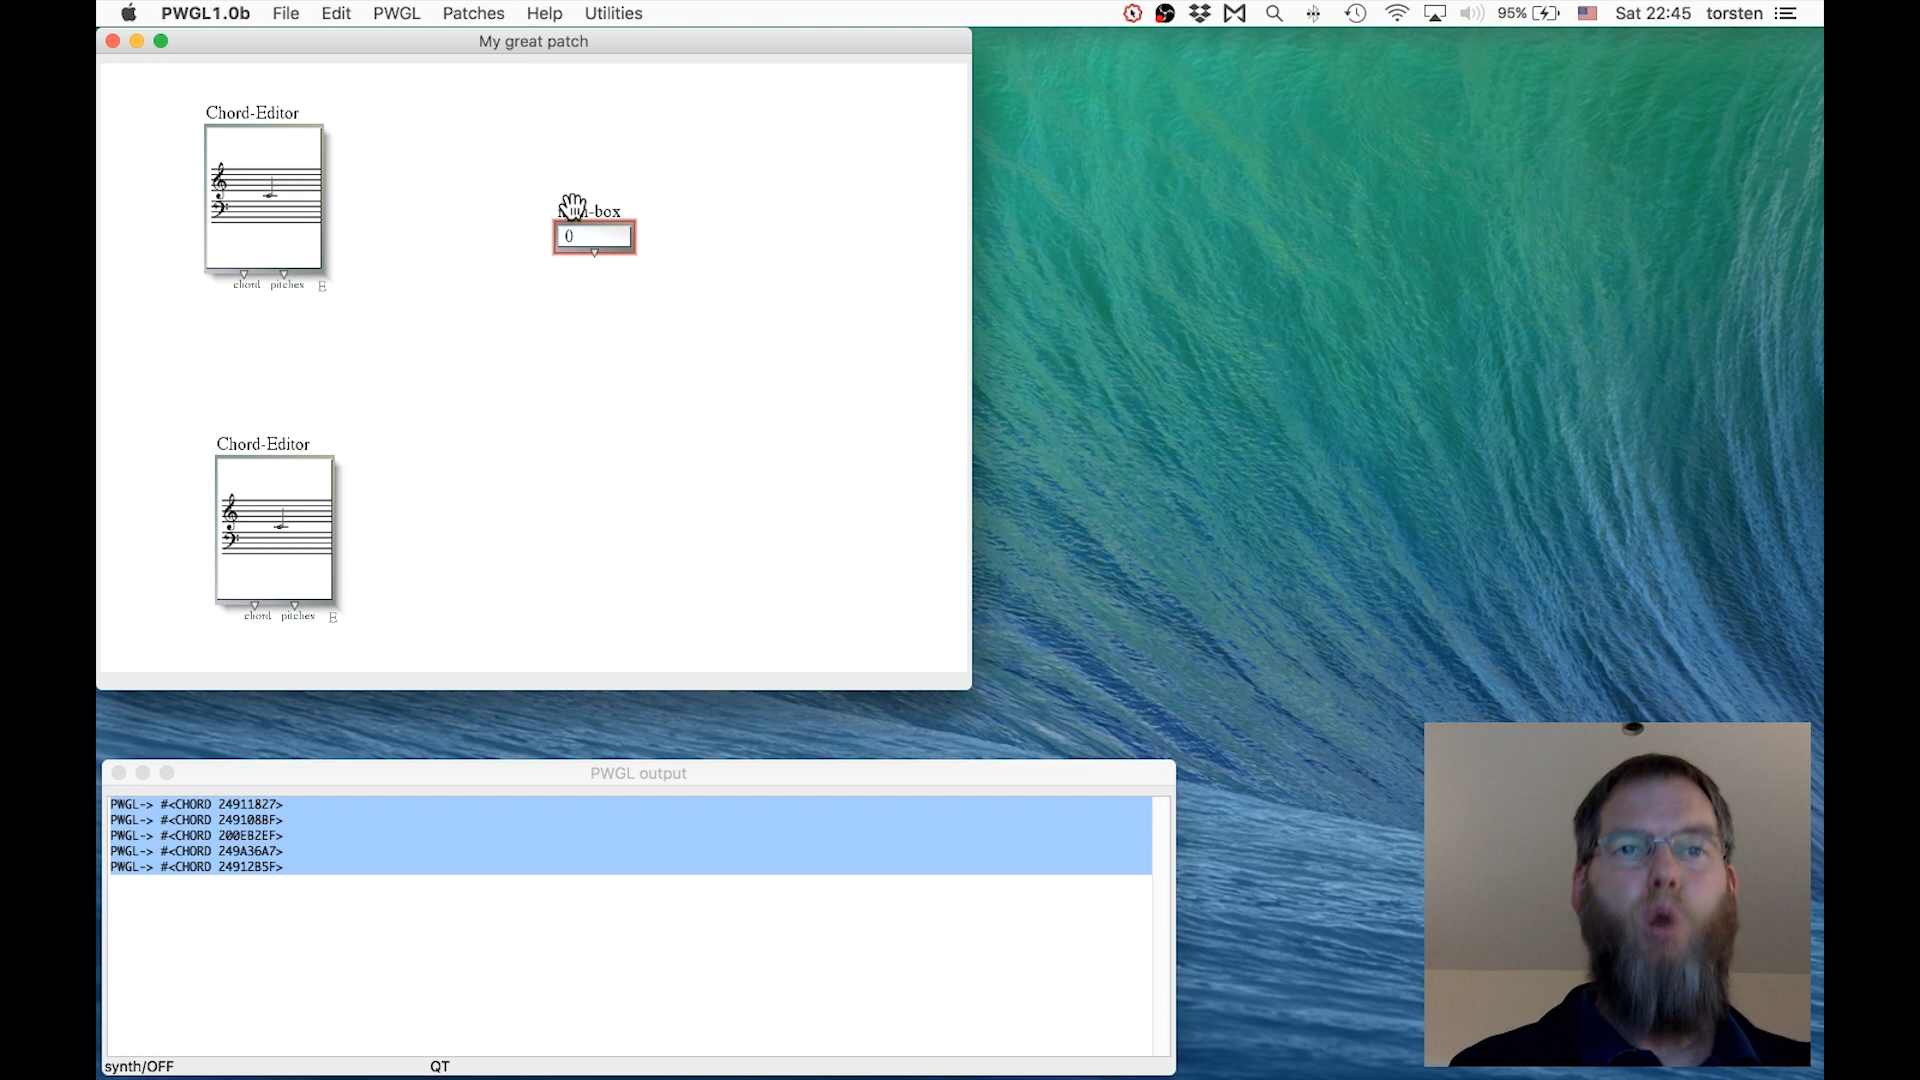 PWGL1.0b File Edit PWGL Patches Help Utilities 95% Sat 22:45 torsten
My great patch
Chord-Editor
chord pitches E
-box
0
Chord-Editor
chord pitches E
PWGL output
PWGL-> #<CHORD 24911827>
PWGL-> #<CHORD 249108BF>
PWGL-> #<CHORD 200EB2EF>
PWGL-> #<CHORD 249A36A7>
PWGL-> #<CHORD 24912B5F>
synth/OFF QT